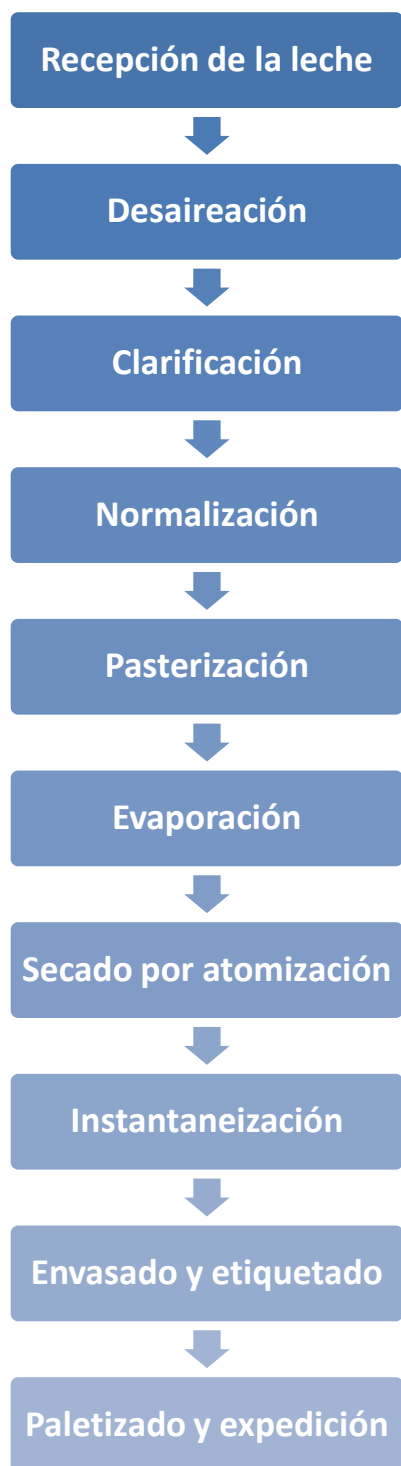 Recepción de la leche
Desaireación
Clarificación
Normalización
Pasterización
Evaporación
Secado por atomización
Instantaneización
Envasado y etiquetado
Paletizado y expedición